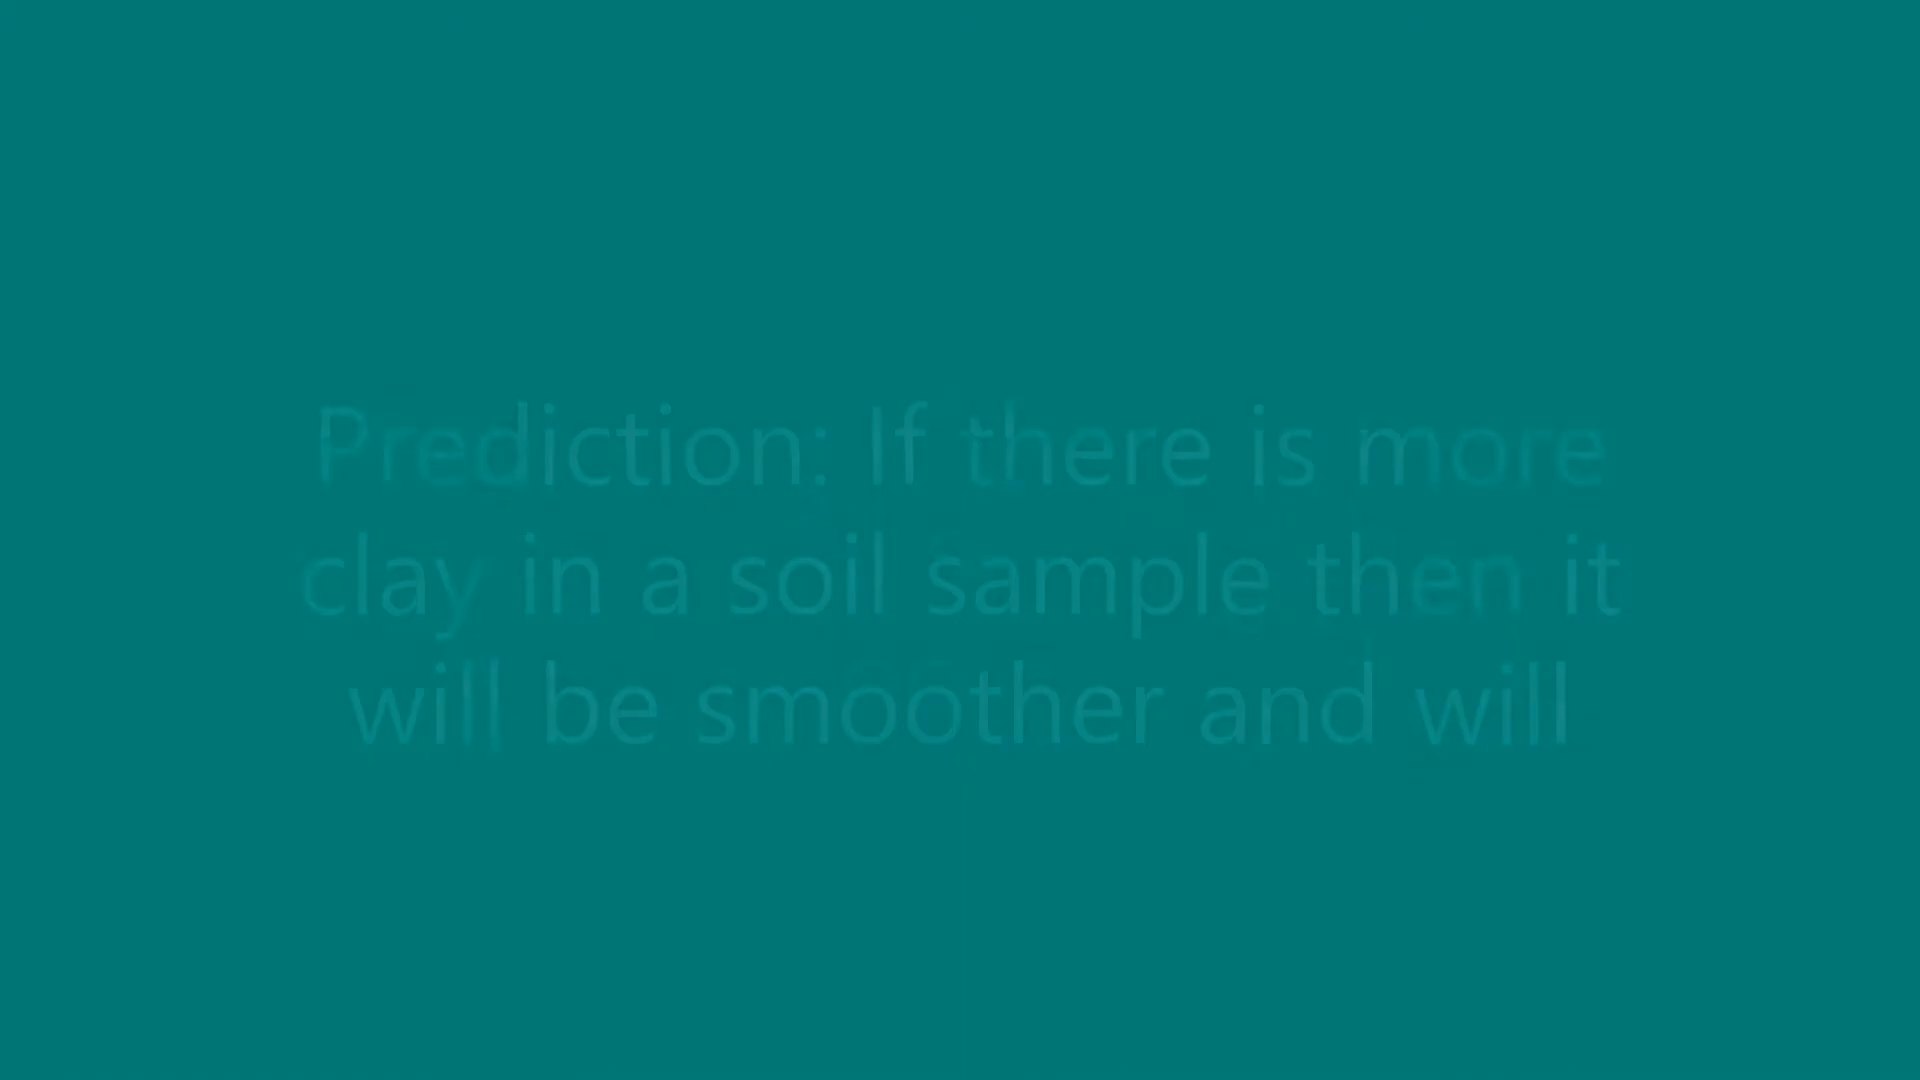 Prediction: If there is more
clay in a soil sample then it
will be smoother and will